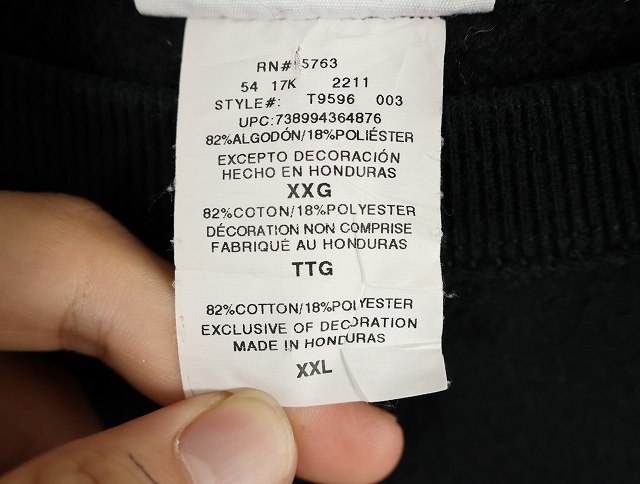 RN# 15763
54 17K 2211
STYLE#: T9596 003
UPC:738994364876
82%ALGODÓN/18%POLIÉSTER
EXCEPTO DECORACIÓN
HECHO EN HONDURAS
XXG
82%COTON/18%POLYESTER
DÉCORATION NON COMPRISE
FABRIQUÉ AU HONDURAS
TTG
82%COTTON/18%POLYESTER
EXCLUSIVE OF DECORATION
MADE IN HONDURAS
XXL